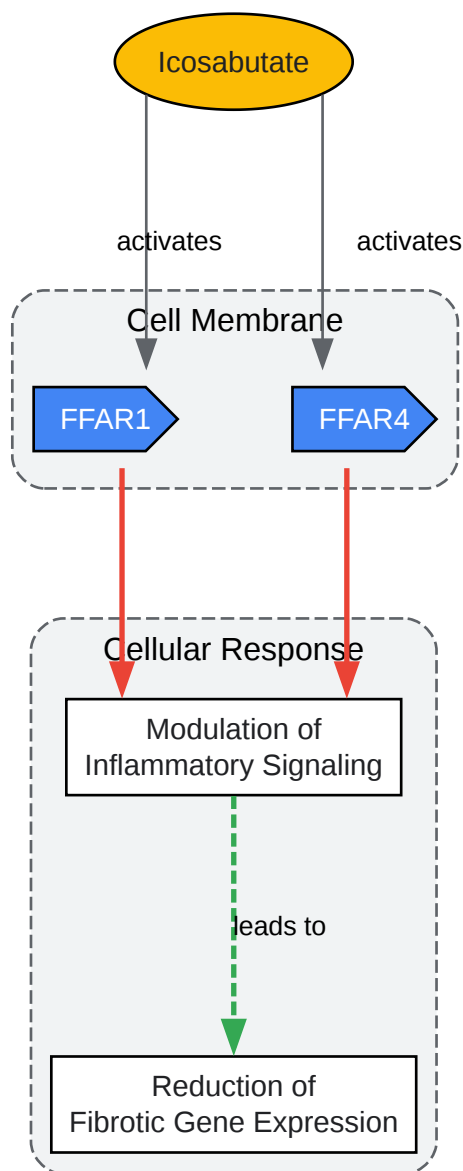 Icosabutate
activates
activates
Cell Membrane
FFAR1
FFAR4
Cellular Response
Modulation of
Inflammatory Signaling
leads to
Reduction of
Fibrotic Gene Expression